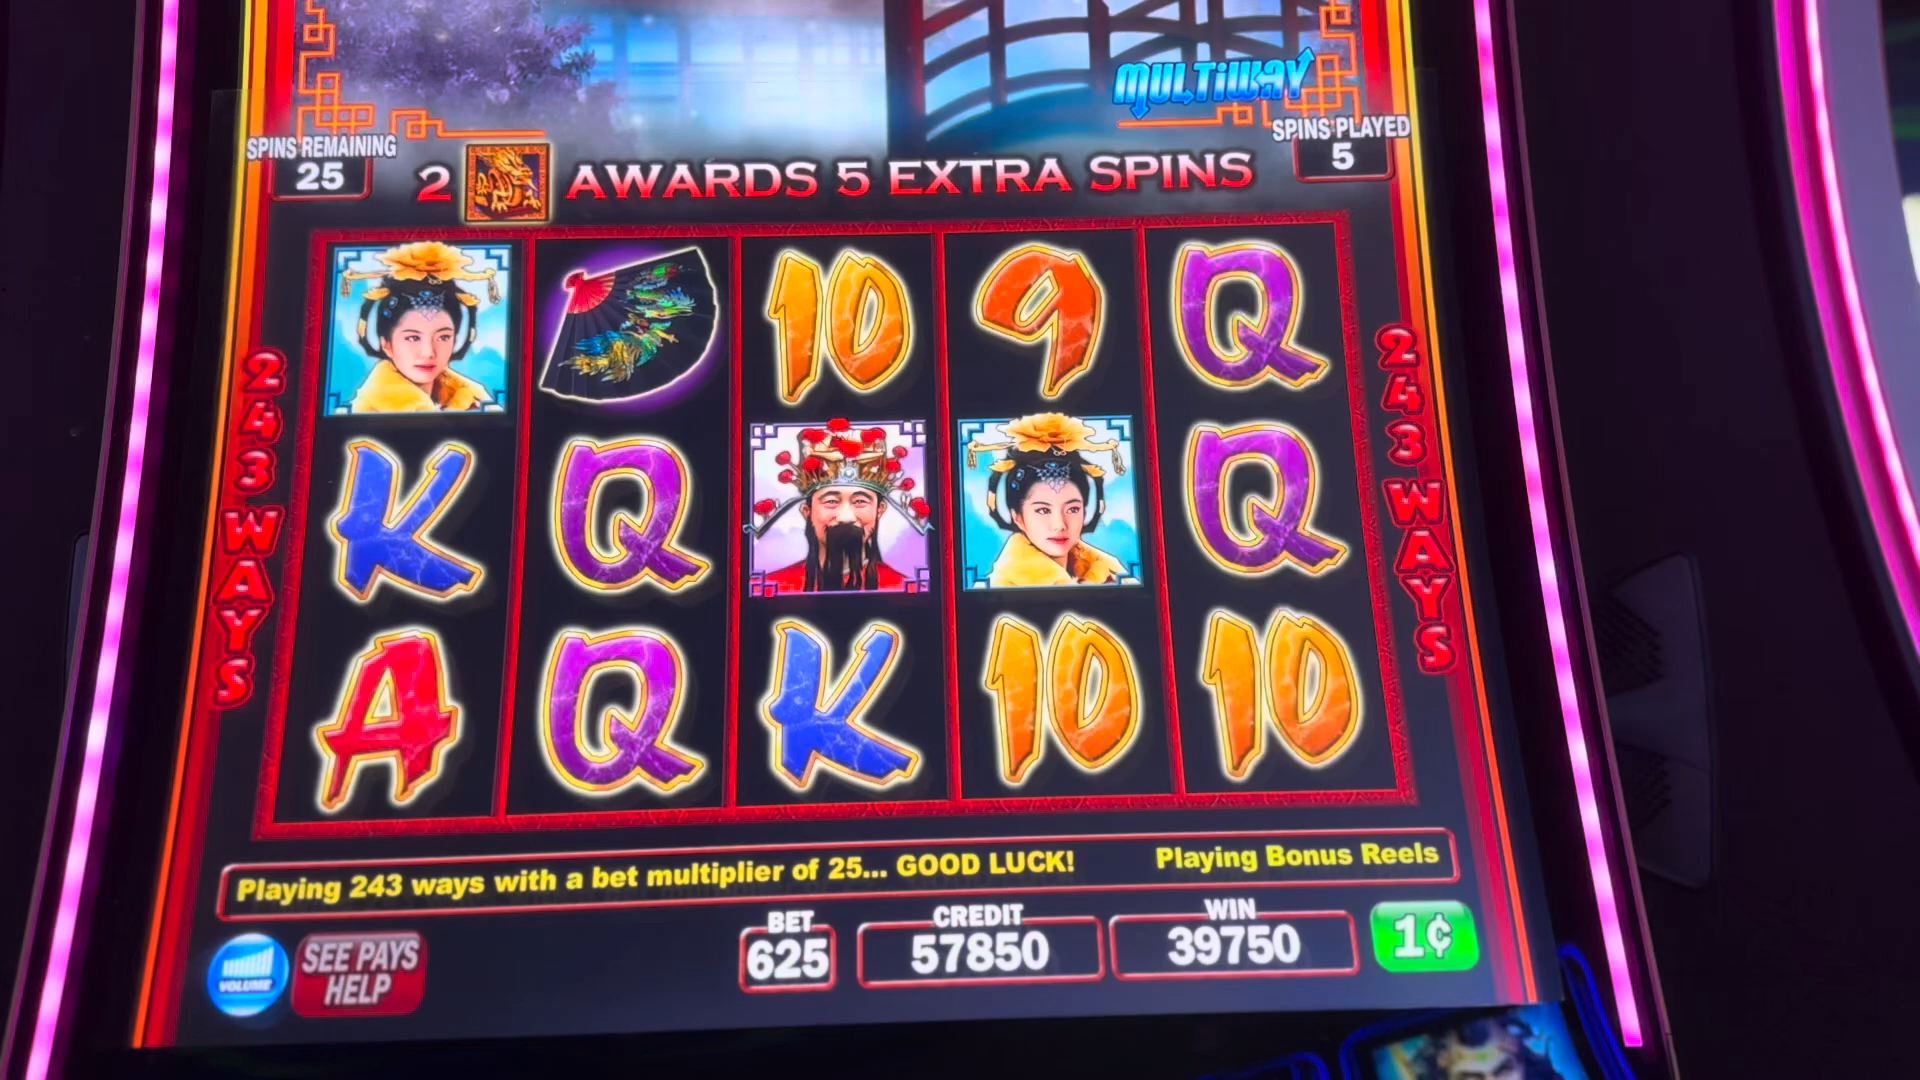 MULTIWAY
SPINS REMAINING
25
SPINS PLAYED
5
2 AWARDS 5 EXTRA SPINS
10 9 Q
K Q Q
A Q K 10 10
243 WAYS
243 WAYS
Playing 243 ways with a bet multiplier of 25... GOOD LUCK!
Playing Bonus Reels
VOLUME
SEE PAYS
HELP
BET
625
CREDIT
57850
WIN
39750
1¢